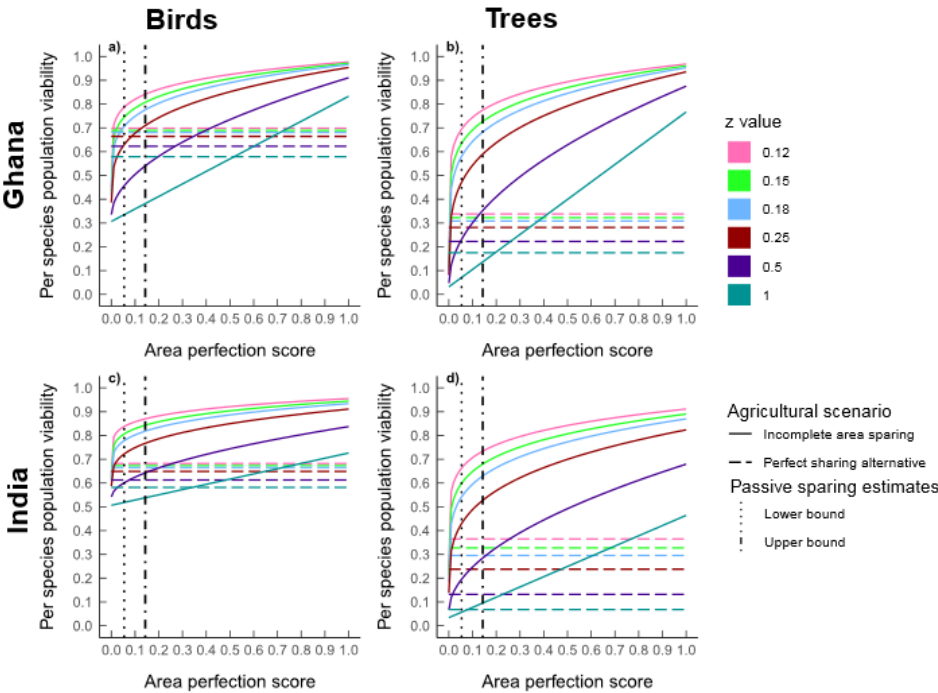 Birds
Trees
Ghana
India
a)
Per species population viability
1.0
0.9
0.8
0.7
0.6
0.5
0.4
0.3
0.2
0.1
0.0
0.0 0.1 0.2 0.3 0.4 0.5 0.6 0.7 0.8 0.9 1.0
Area perfection score
b)
Per species population viability
1.0
0.9
0.8
0.7
0.6
0.5
0.4
0.3
0.2
0.1
0.0
0.0 0.1 0.2 0.3 0.4 0.5 0.6 0.7 0.8 0.9 1.0
Area perfection score
z value
0.12
0.15
0.18
0.25
0.5
1
c)
Per species population viability
1.0
0.9
0.8
0.7
0.6
0.5
0.4
0.3
0.2
0.1
0.0
0.0 0.1 0.2 0.3 0.4 0.5 0.6 0.7 0.8 0.9 1.0
Area perfection score
d)
Per species population viability
1.0
0.9
0.8
0.7
0.6
0.5
0.4
0.3
0.2
0.1
0.0
0.0 0.1 0.2 0.3 0.4 0.5 0.6 0.7 0.8 0.9 1.0
Area perfection score
Agricultural scenario
Incomplete area sparing
Perfect sharing alternative
Passive sparing estimates
Lower bound
Upper bound